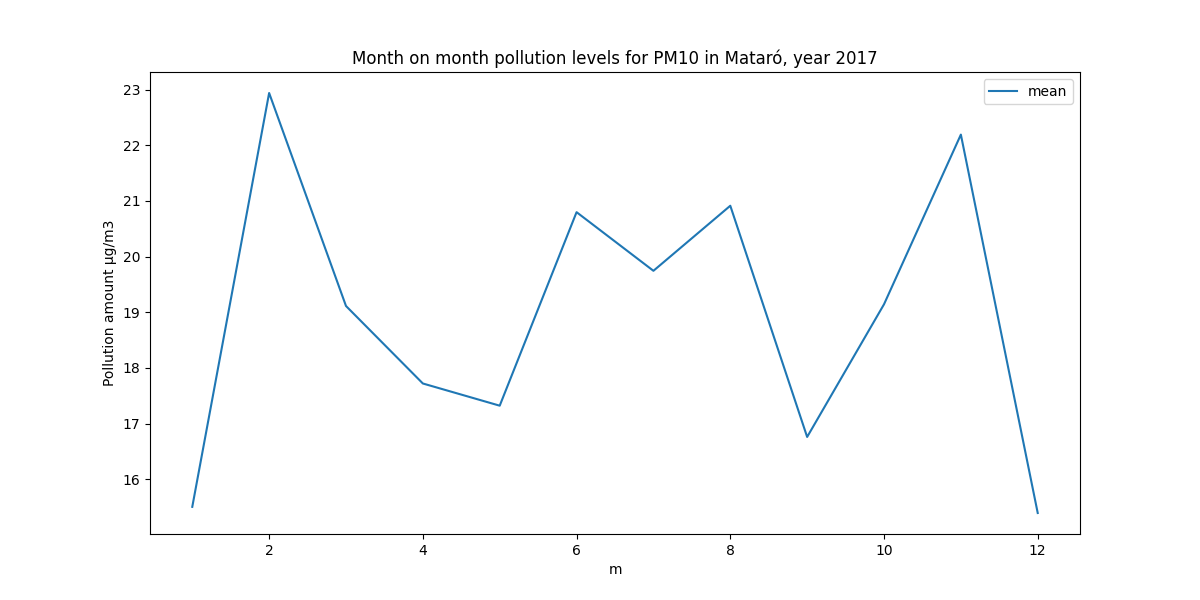 Month on month pollution levels for PM10 in Mataró, year 2017
mean
Pollution amount µg/m3
23
22
21
20
19
18
17
16
2 4 6 8 10 12
m